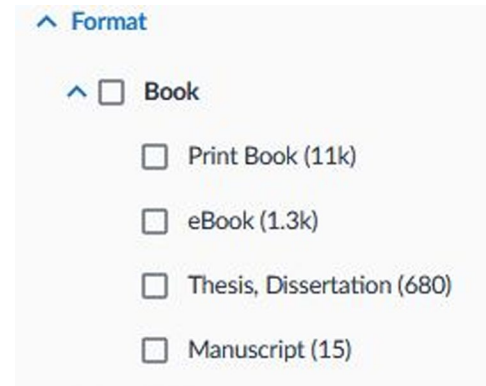 Format
Book
Print Book (11k)
eBook (1.3k)
Thesis, Dissertation (680)
Manuscript (15)